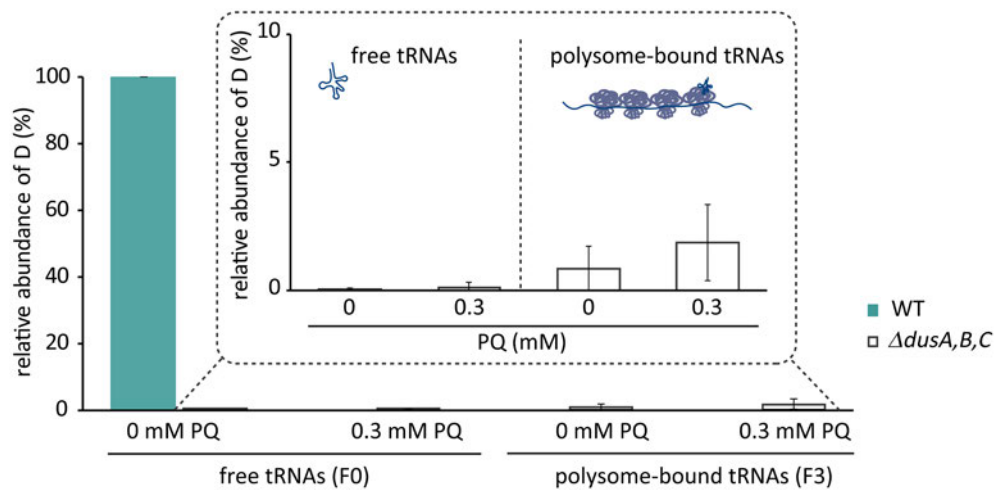 10
free tRNAs
polysome-bound tRNAs
relative abundance of D (%)
5
0
0
0.3
0
0.3
PQ (mM)
100
80
60
40
20
0
relative abundance of D (%)
WT
ΔdusA,B,C
0 mM PQ
0.3 mM PQ
0 mM PQ
0.3 mM PQ
free tRNAs (F0)
polysome-bound tRNAs (F3)